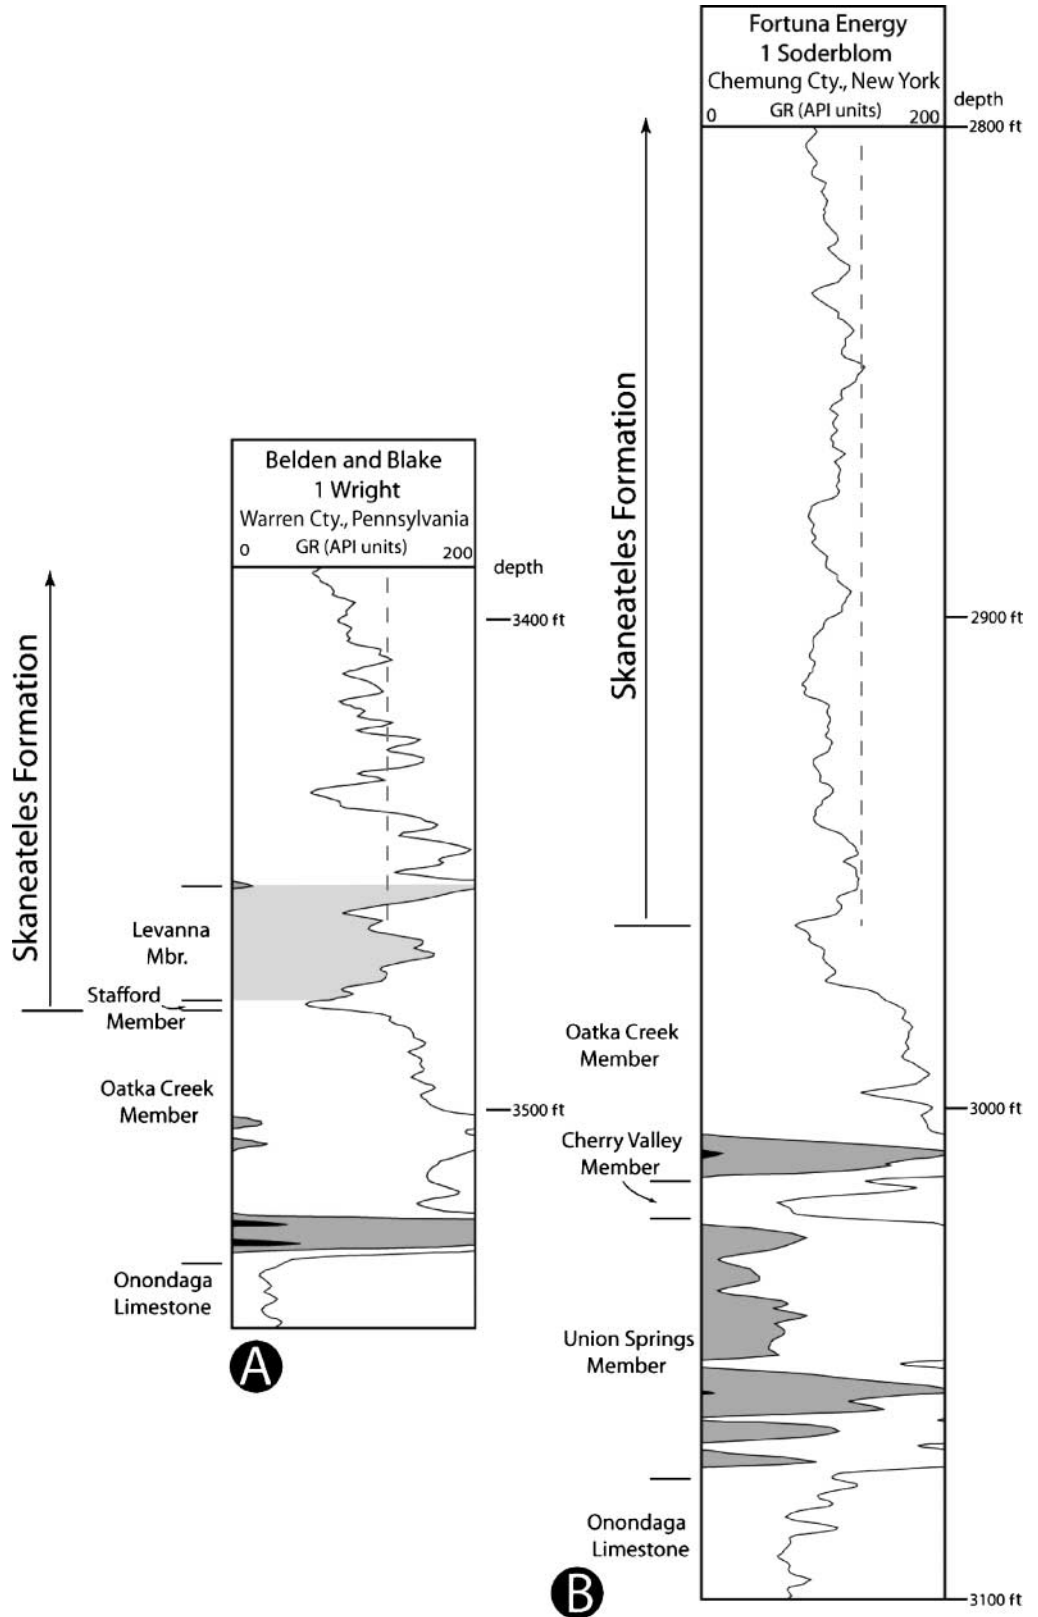 Fortuna Energy
1 Soderblom
Chemung Cty., New York
0 GR (API units) 200
depth
2800 ft
2900 ft
3000 ft
3100 ft
Skaneateles Formation
Oatka Creek
Member
Cherry Valley
Member
Union Springs
Member
Onondaga
Limestone
B
Belden and Blake
1 Wright
Warren Cty., Pennsylvania
0 GR (API units) 200
depth
3400 ft
3500 ft
Skaneateles Formation
Levanna
Mbr.
Stafford
Member
Oatka Creek
Member
Onondaga
Limestone
A